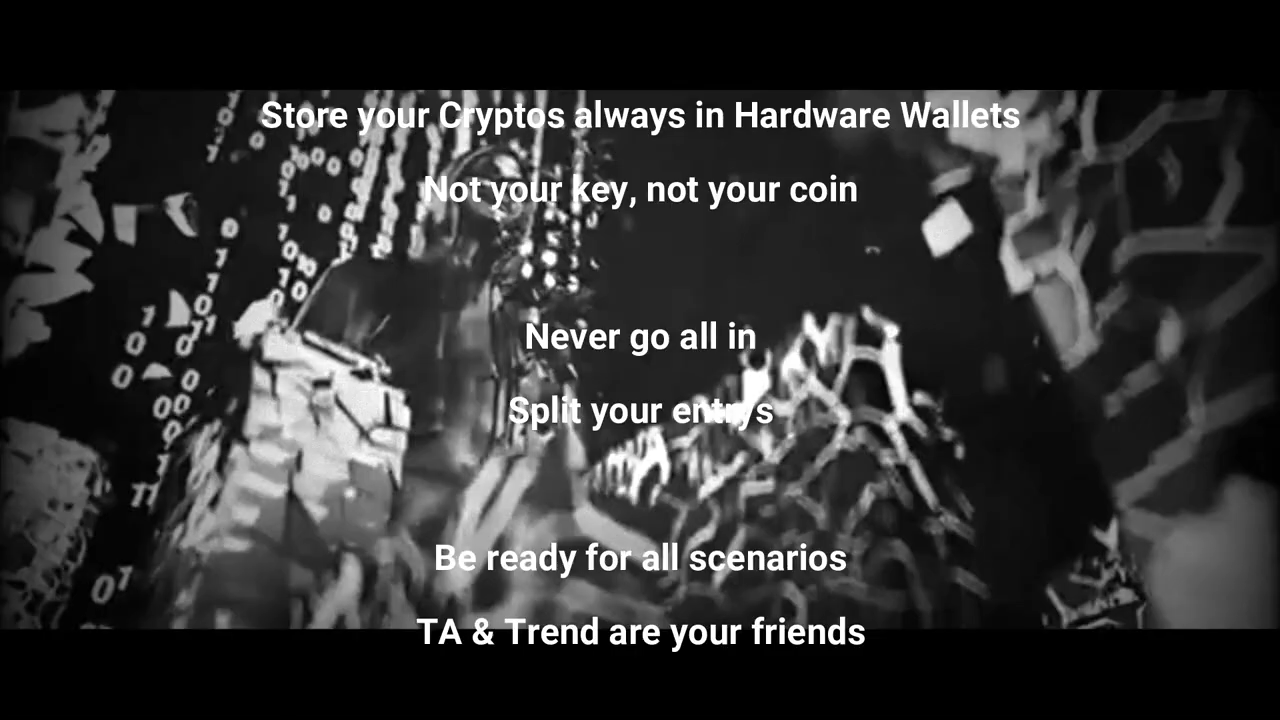 Store your Cryptos always in Hardware Wallets
Not your key, not your coin
Never go all in
Split your entrys
Be ready for all scenarios
TA & Trend are your friends